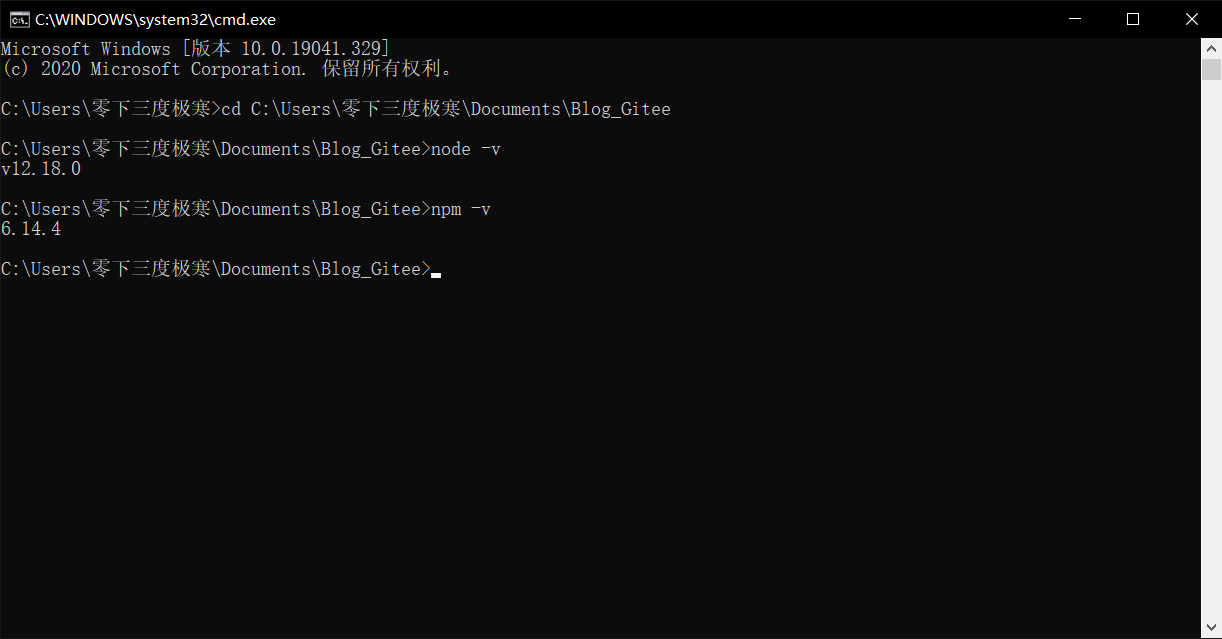 C:\WINDOWS\system32\cmd.exe
Microsoft Windows [版本 10.0.19041.329]
(c) 2020 Microsoft Corporation. 保留所有权利。
C:\Users\零下三度极寒>cd C:\Users\零下三度极寒\Documents\Blog_Gitee
C:\Users\零下三度极寒\Documents\Blog_Gitee>node -v
v12.18.0
C:\Users\零下三度极寒\Documents\Blog_Gitee>npm -v
6.14.4
C:\Users\零下三度极寒\Documents\Blog_Gitee>